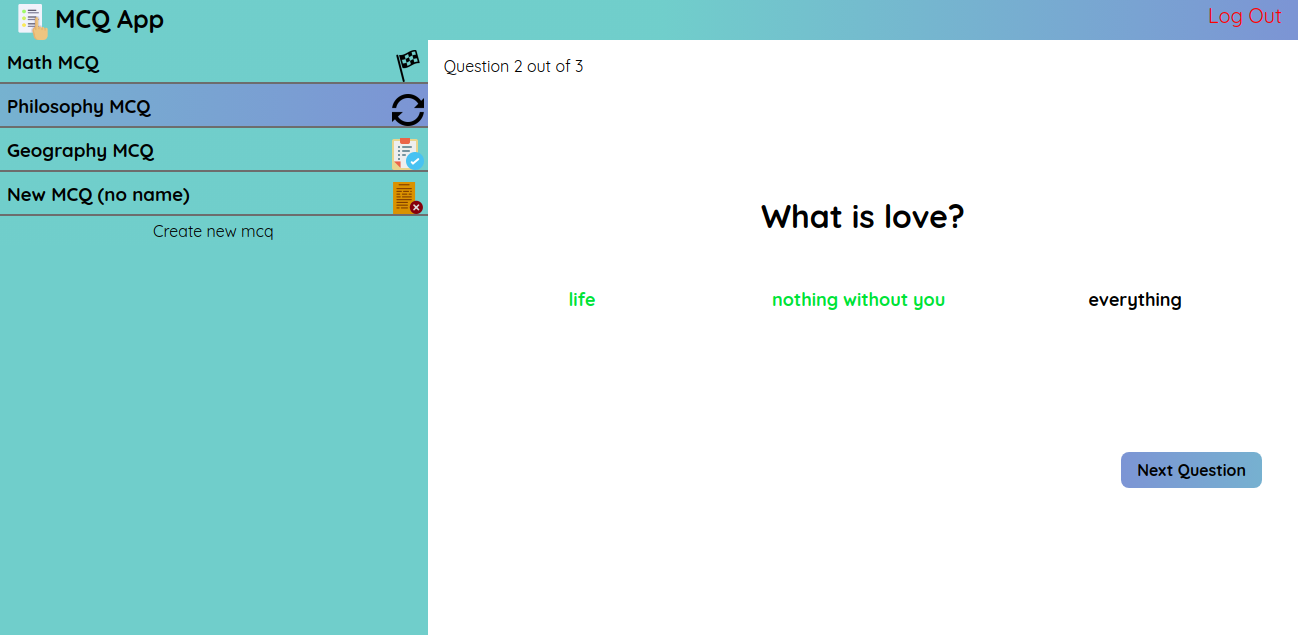 MCQ App
Log Out
Math MCQ
Philosophy MCQ
Geography MCQ
New MCQ (no name)
Create new mcq
Question 2 out of 3
What is love?
life
nothing without you
everything
Next Question